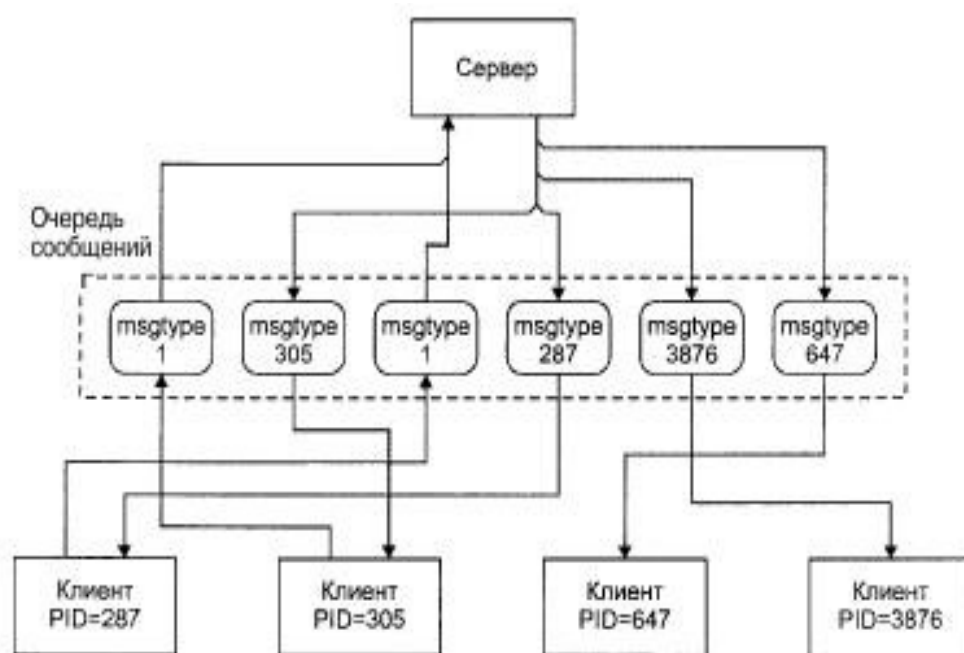 Сервер
Очередь
сообщений
msgtype
1
msgtype
305
msgtype
1
msgtype
287
msgtype
3876
msgtype
647
Клиент
PID=287
Клиент
PID=305
Клиент
PID=647
Клиент
PID=3876